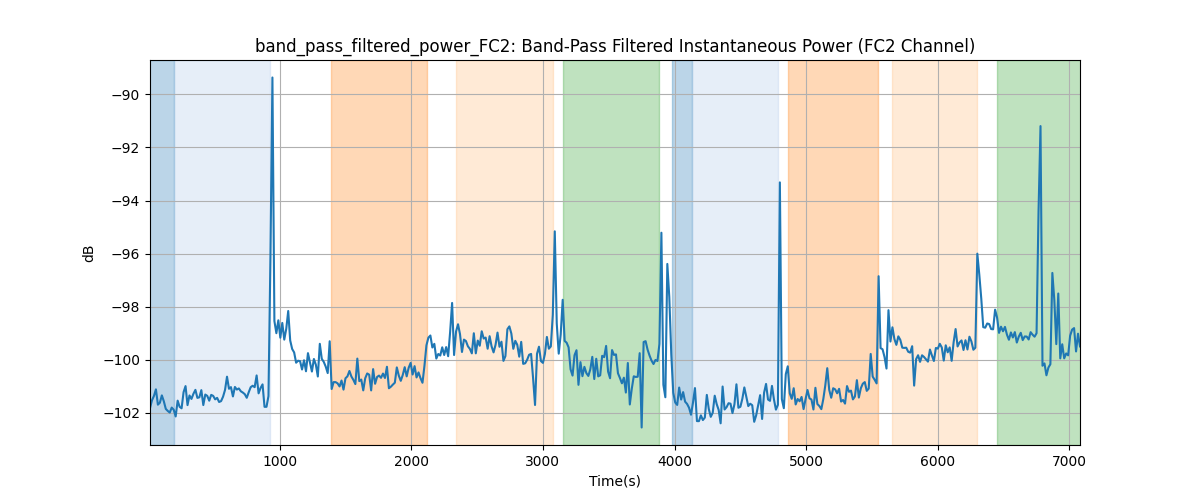 band_pass_filtered_power_FC2: Band-Pass Filtered Instantaneous Power (FC2 Channel)
−90
−92
−94
−96
−98
−100
−102
dB
1000 2000 3000 4000 5000 6000 7000
Time(s)